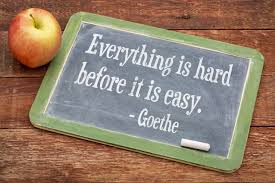 Everything is hard
before it is easy.
- Goethe